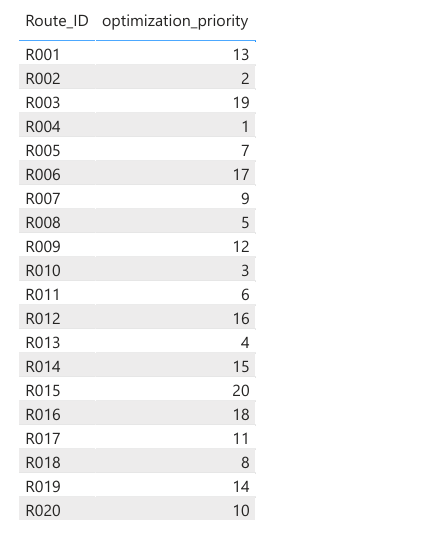 Route_ID optimization_priority
R001 13
R002 2
R003 19
R004 1
R005 7
R006 17
R007 9
R008 5
R009 12
R010 3
R011 6
R012 16
R013 4
R014 15
R015 20
R016 18
R017 11
R018 8
R019 14
R020 10